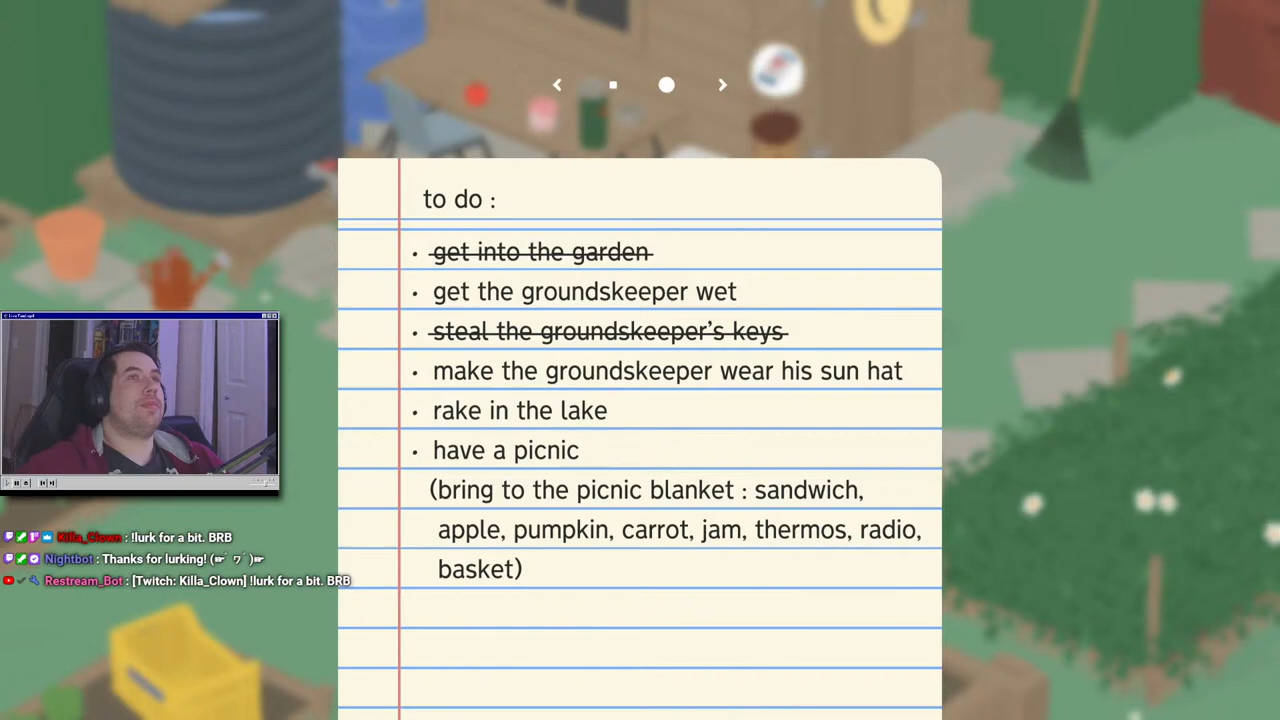 to do :
· get into the garden
· get the groundskeeper wet
· steal the groundskeeper's keys
· make the groundskeeper wear his sun hat
· rake in the lake
· have a picnic
(bring to the picnic blanket : sandwich,
apple, pumpkin, carrot, jam, thermos, radio,
basket)
Killa_Clown : !lurk for a bit. BRB
Nightbot : Thanks for lurking! (☛´ ヮ`)☛
Restream_Bot : [Twitch: Killa_Clown] !lurk for a bit. BRB